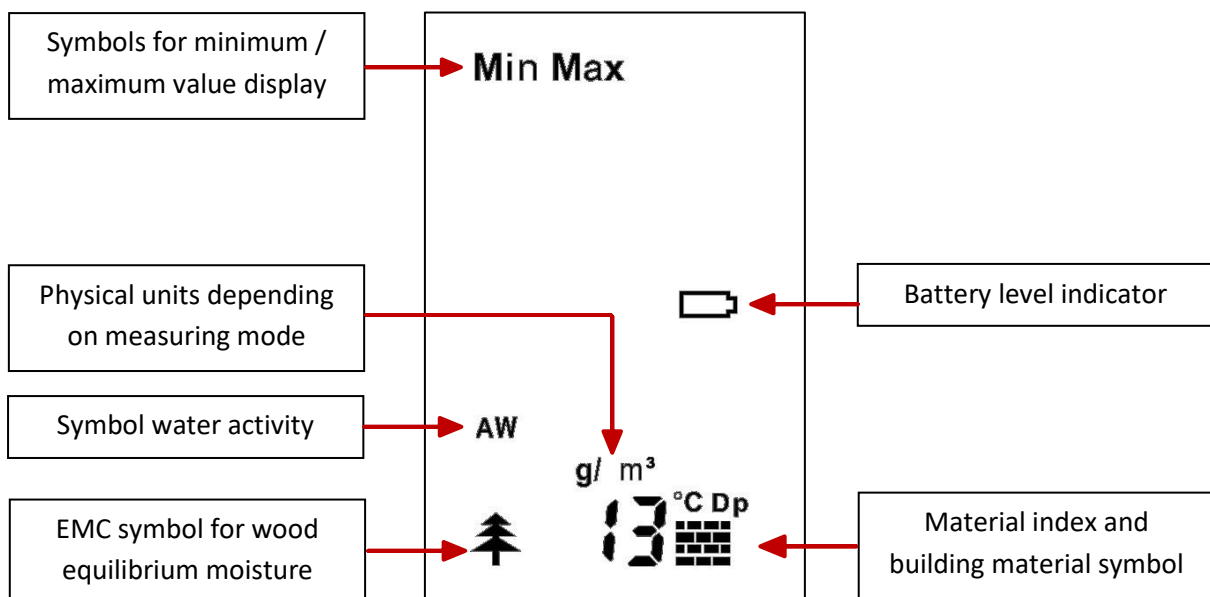 Symbols for minimum /
maximum value display
Min Max
Physical units depending
on measuring mode
Battery level indicator
Symbol water activity
AW
g/ m³
°C Dp
13
EMC symbol for wood
equilibrium moisture
Material index and
building material symbol